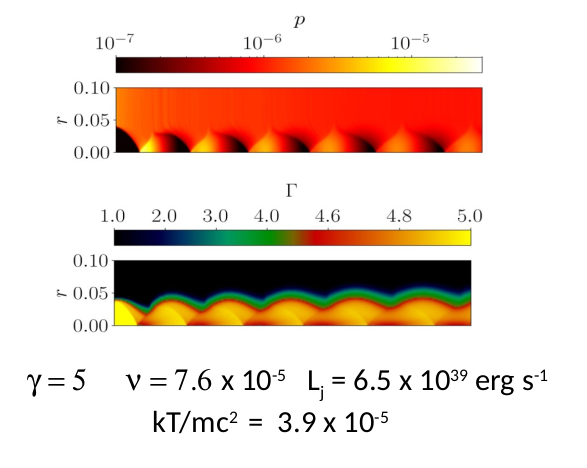 p
10⁻⁷ 10⁻⁶ 10⁻⁵
0.10
0.05
0.00
r
Γ
1.0 2.0 3.0 4.0 4.6 4.8 5.0
0.10
0.05
0.00
r
γ = 5 ν = 7.6 x 10⁻⁵ Lⱼ = 6.5 x 10³⁹ erg s⁻¹
kT/mc² = 3.9 x 10⁻⁵